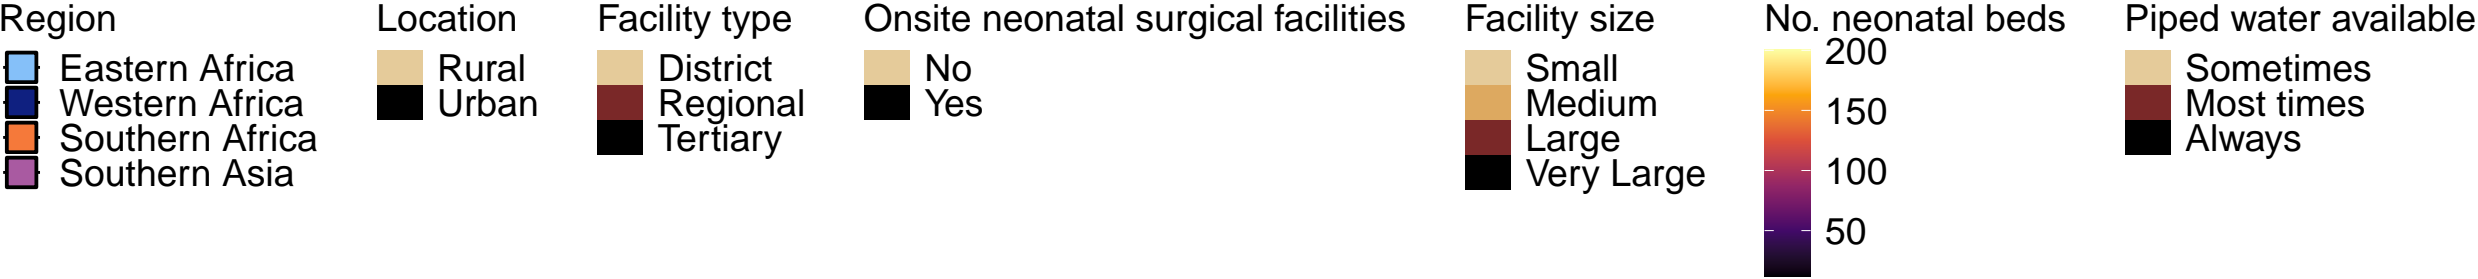 Region
Eastern Africa
Western Africa
Southern Africa
Southern Asia
Location
Rural
Urban
Facility type
District
Regional
Tertiary
Onsite neonatal surgical facilities
No
Yes
Facility size
Small
Medium
Large
Very Large
No. neonatal beds
200
150
100
50
Piped water available
Sometimes
Most times
Always